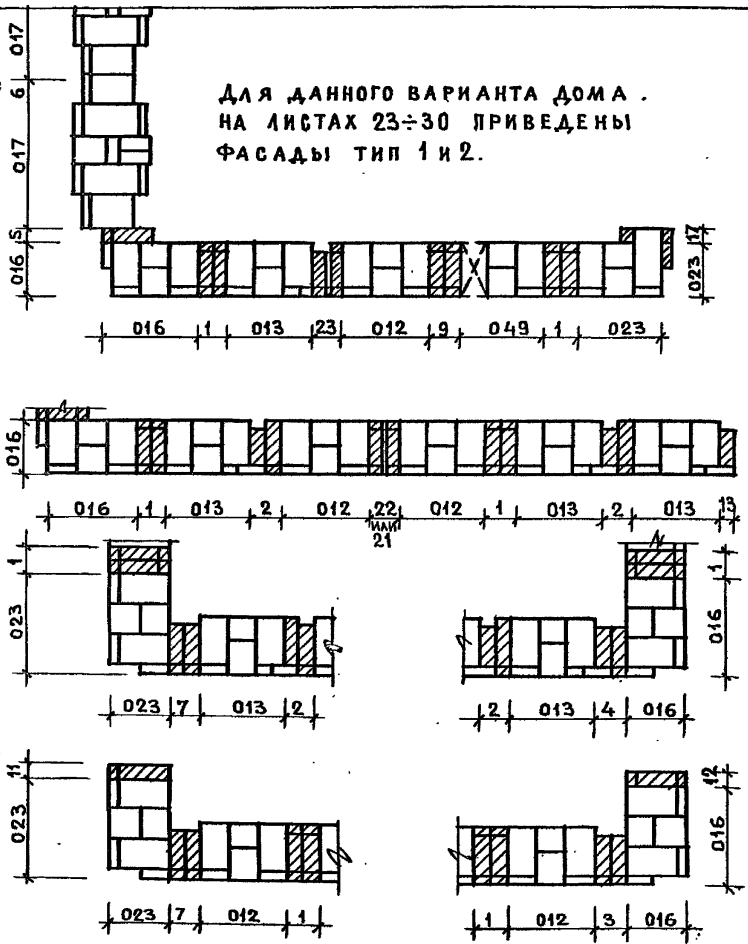 017
6
017
5
016
ДЛЯ ДАННОГО ВАРИАНТА ДОМА.
НА ЛИСТАХ 23÷30 ПРИВЕДЕНЫ
ФАСАДЫ ТИП 1 И 2.
17
023
016 1 013 23 012 9 049 1 023
016
016 1 013 2 012 22 012 1 013 2 013 13
ИЛИ
21
1
023
1
016
023 7 013 2
2 013 4 016
11
023
12
016
023 7 012 1
1 012 3 016